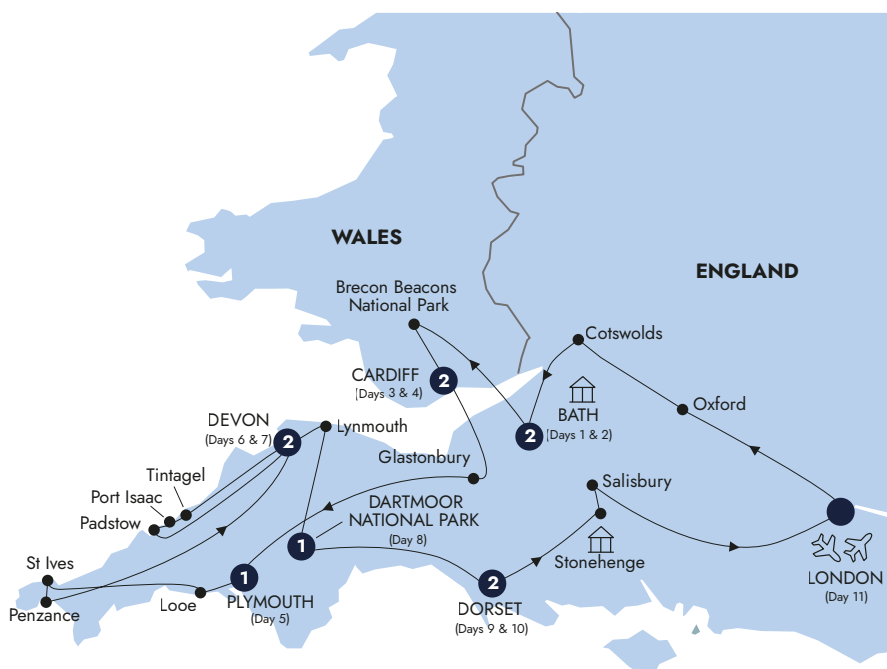 WALES
ENGLAND
Brecon Beacons
National Park
Cotswolds
CARDIFF
(Days 3 & 4)
2
BATH
(Days 1 & 2)
2
Oxford
DEVON
(Days 6 & 7)
2
Lynmouth
Glastonbury
Tintagel
Port Isaac
Padstow
Salisbury
DARTMOOR
NATIONAL PARK
(Day 8)
1
Stonehenge
St Ives
Penzance
Looe
1
PLYMOUTH
(Day 5)
2
DORSET
(Days 9 & 10)
LONDON
(Day 11)